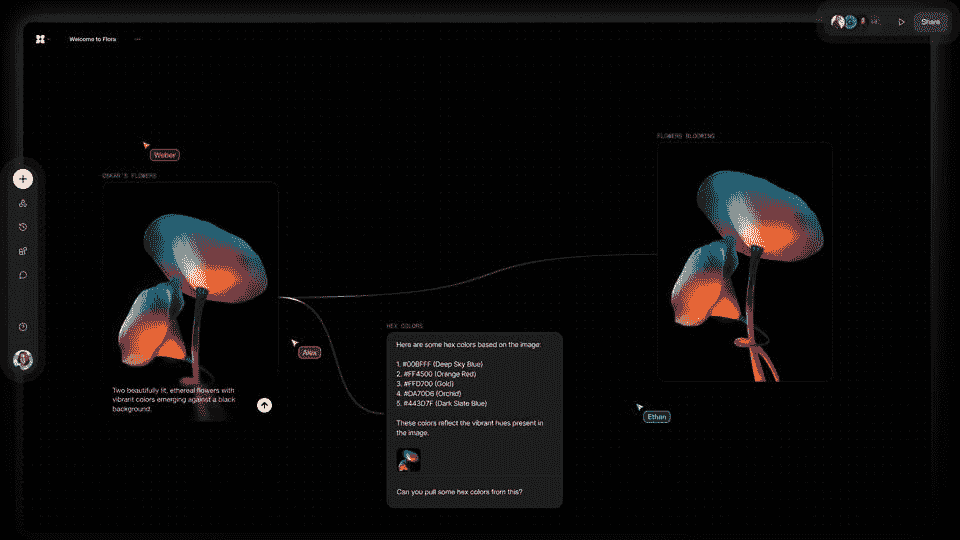 Welcome to Flora
Share
FLOWERS BLOOMING
Weber
OSKAR'S FLOWERS
HEX COLORS
Here are some hex colors based on the image:
1. #00BFFF (Deep Sky Blue)
2. #FF4500 (Orange Red)
3. #FFD700 (Gold)
4. #DA70D6 (Orchid)
5. #443D7F (Dark Slate Blue)
These colors reflect the vibrant hues present in
the image.
Can you pull some hex colors from this?
Alex
Two beautifully lit, ethereal flowers with
vibrant colors emerging against a black
background.
Ethan